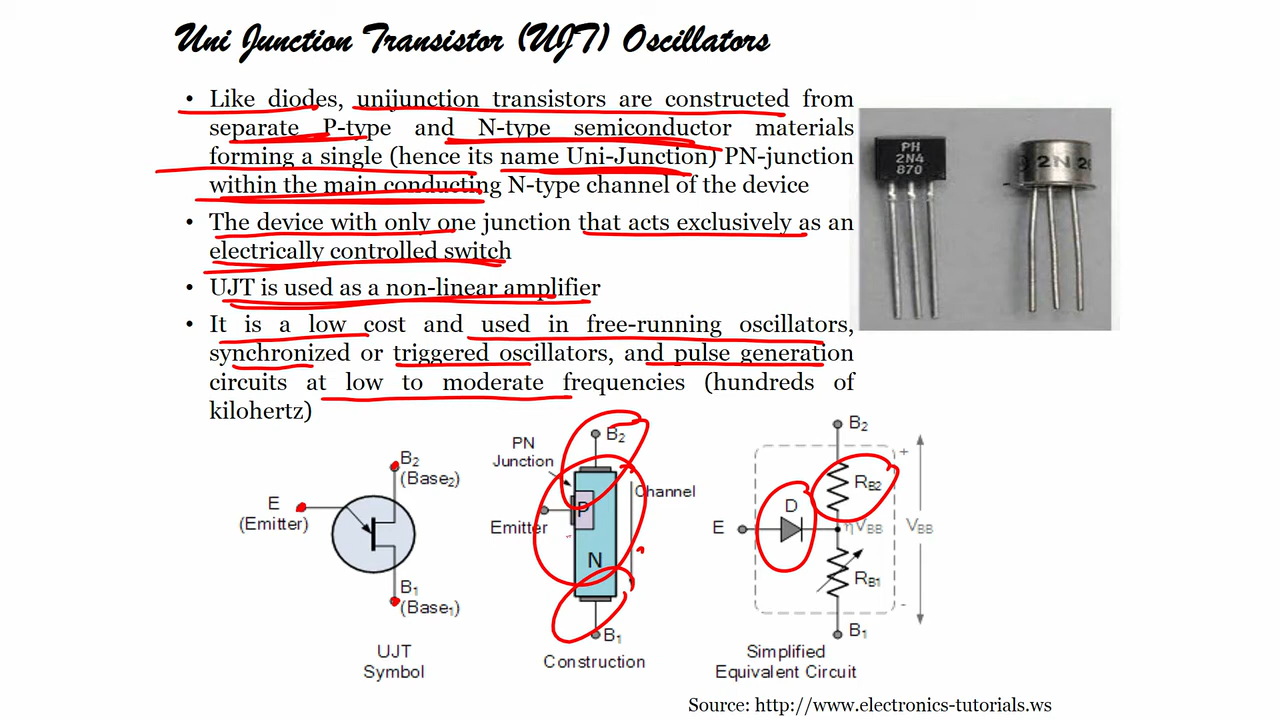 Uni Junction Transistor (UJT) Oscillators
• Like diodes, unijunction transistors are constructed from
separate P-type and N-type semiconductor materials
forming a single (hence its name Uni-Junction) PN-junction
within the main conducting N-type channel of the device
• The device with only one junction that acts exclusively as an
electrically controlled switch
• UJT is used as a non-linear amplifier
• It is a low cost and used in free-running oscillators,
synchronized or triggered oscillators, and pulse generation
circuits at low to moderate frequencies (hundreds of
kilohertz)
PH
2N4
870
2N
B₂
(Base₂)
E
(Emitter)
B₁
(Base₁)
UJT
Symbol
PN
Junction
B₂
Channel
P
Emitter
N
B₁
Construction
B₂
+
R_B2
D
E
ηV_BB
V_BB
R_B1
-
B₁
Simplified
Equivalent Circuit
Source: http://www.electronics-tutorials.ws